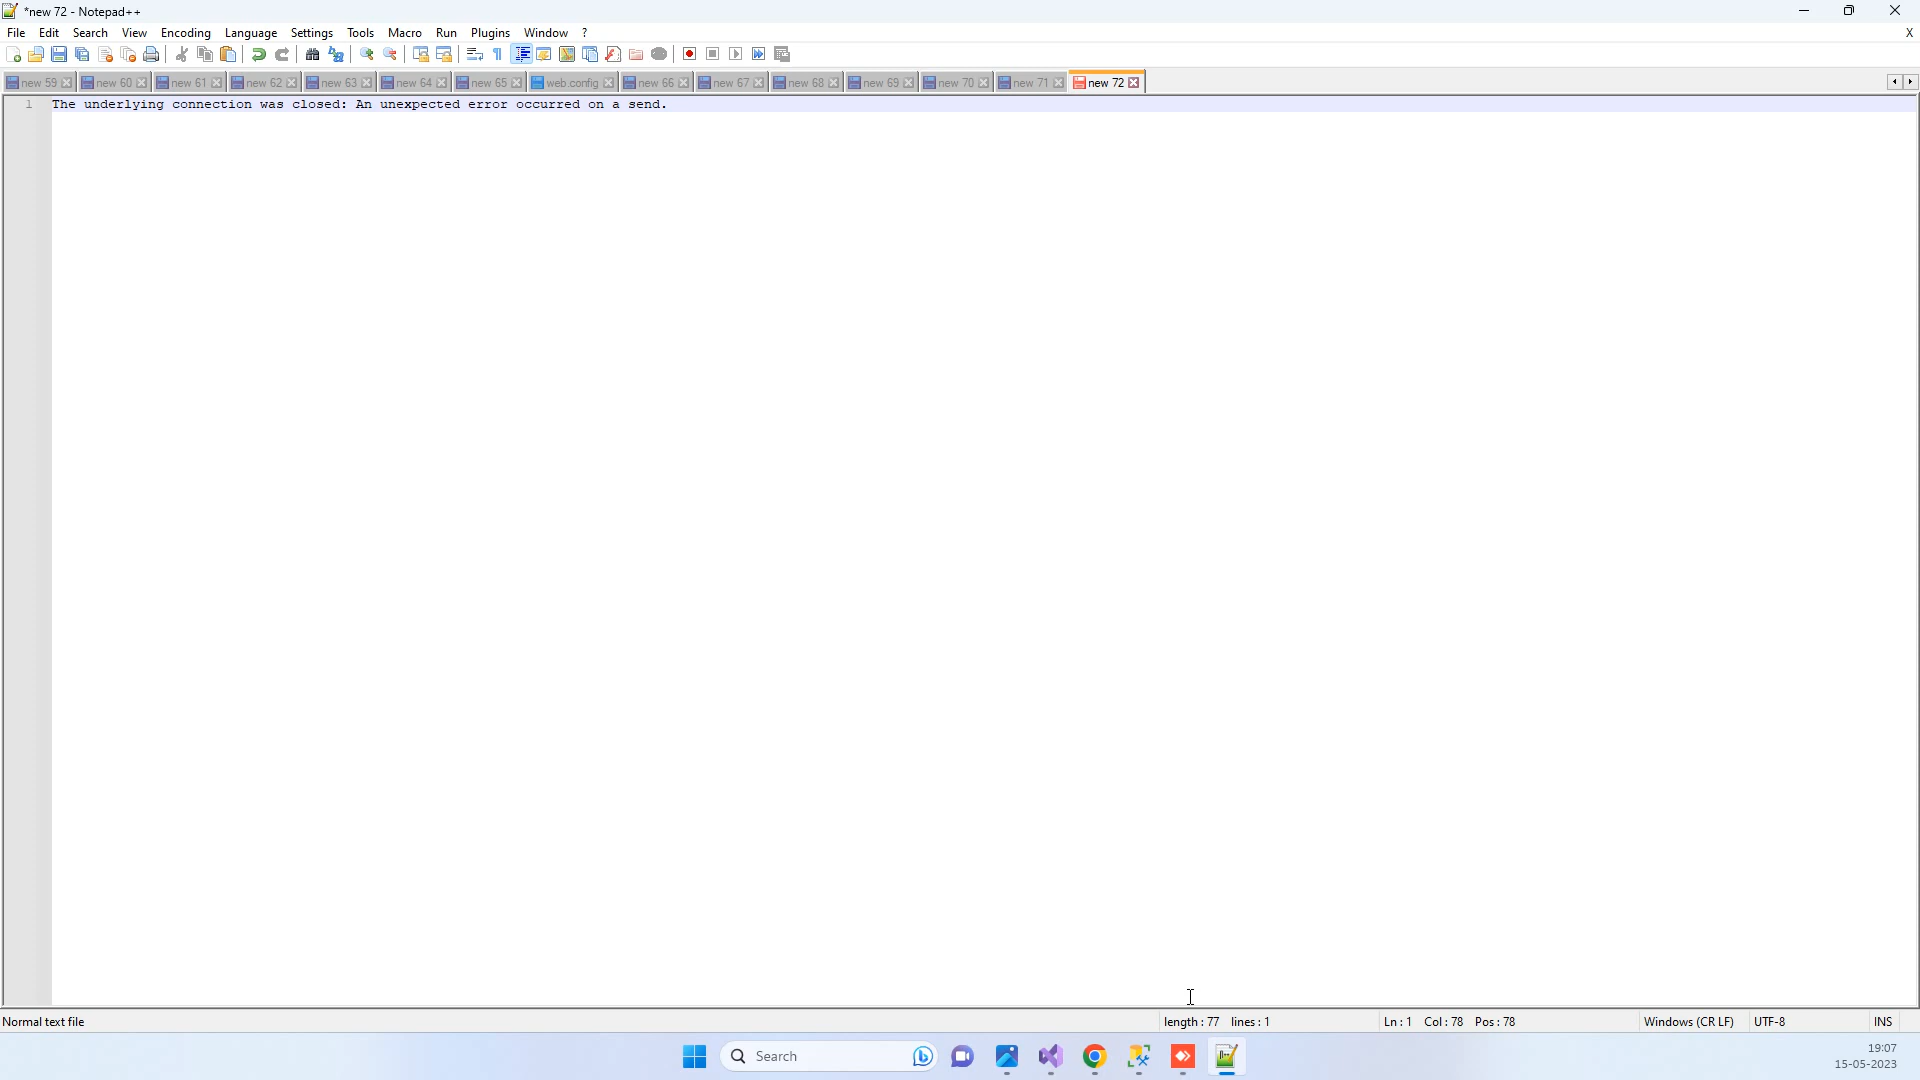 *new 72 - Notepad++
File Edit Search View Encoding Language Settings Tools Macro Run Plugins Window ? X
new 59 new 60 new 61 new 62 new 63 new 64 new 65 web.config new 66 new 67 new 68 new 69 new 70 new 71 new 72
1 The underlying connection was closed: An unexpected error occurred on a send.
Normal text file length : 77 lines : 1 Ln : 1 Col : 78 Pos : 78 Windows (CR LF) UTF-8 INS
Search
19:07
15-05-2023